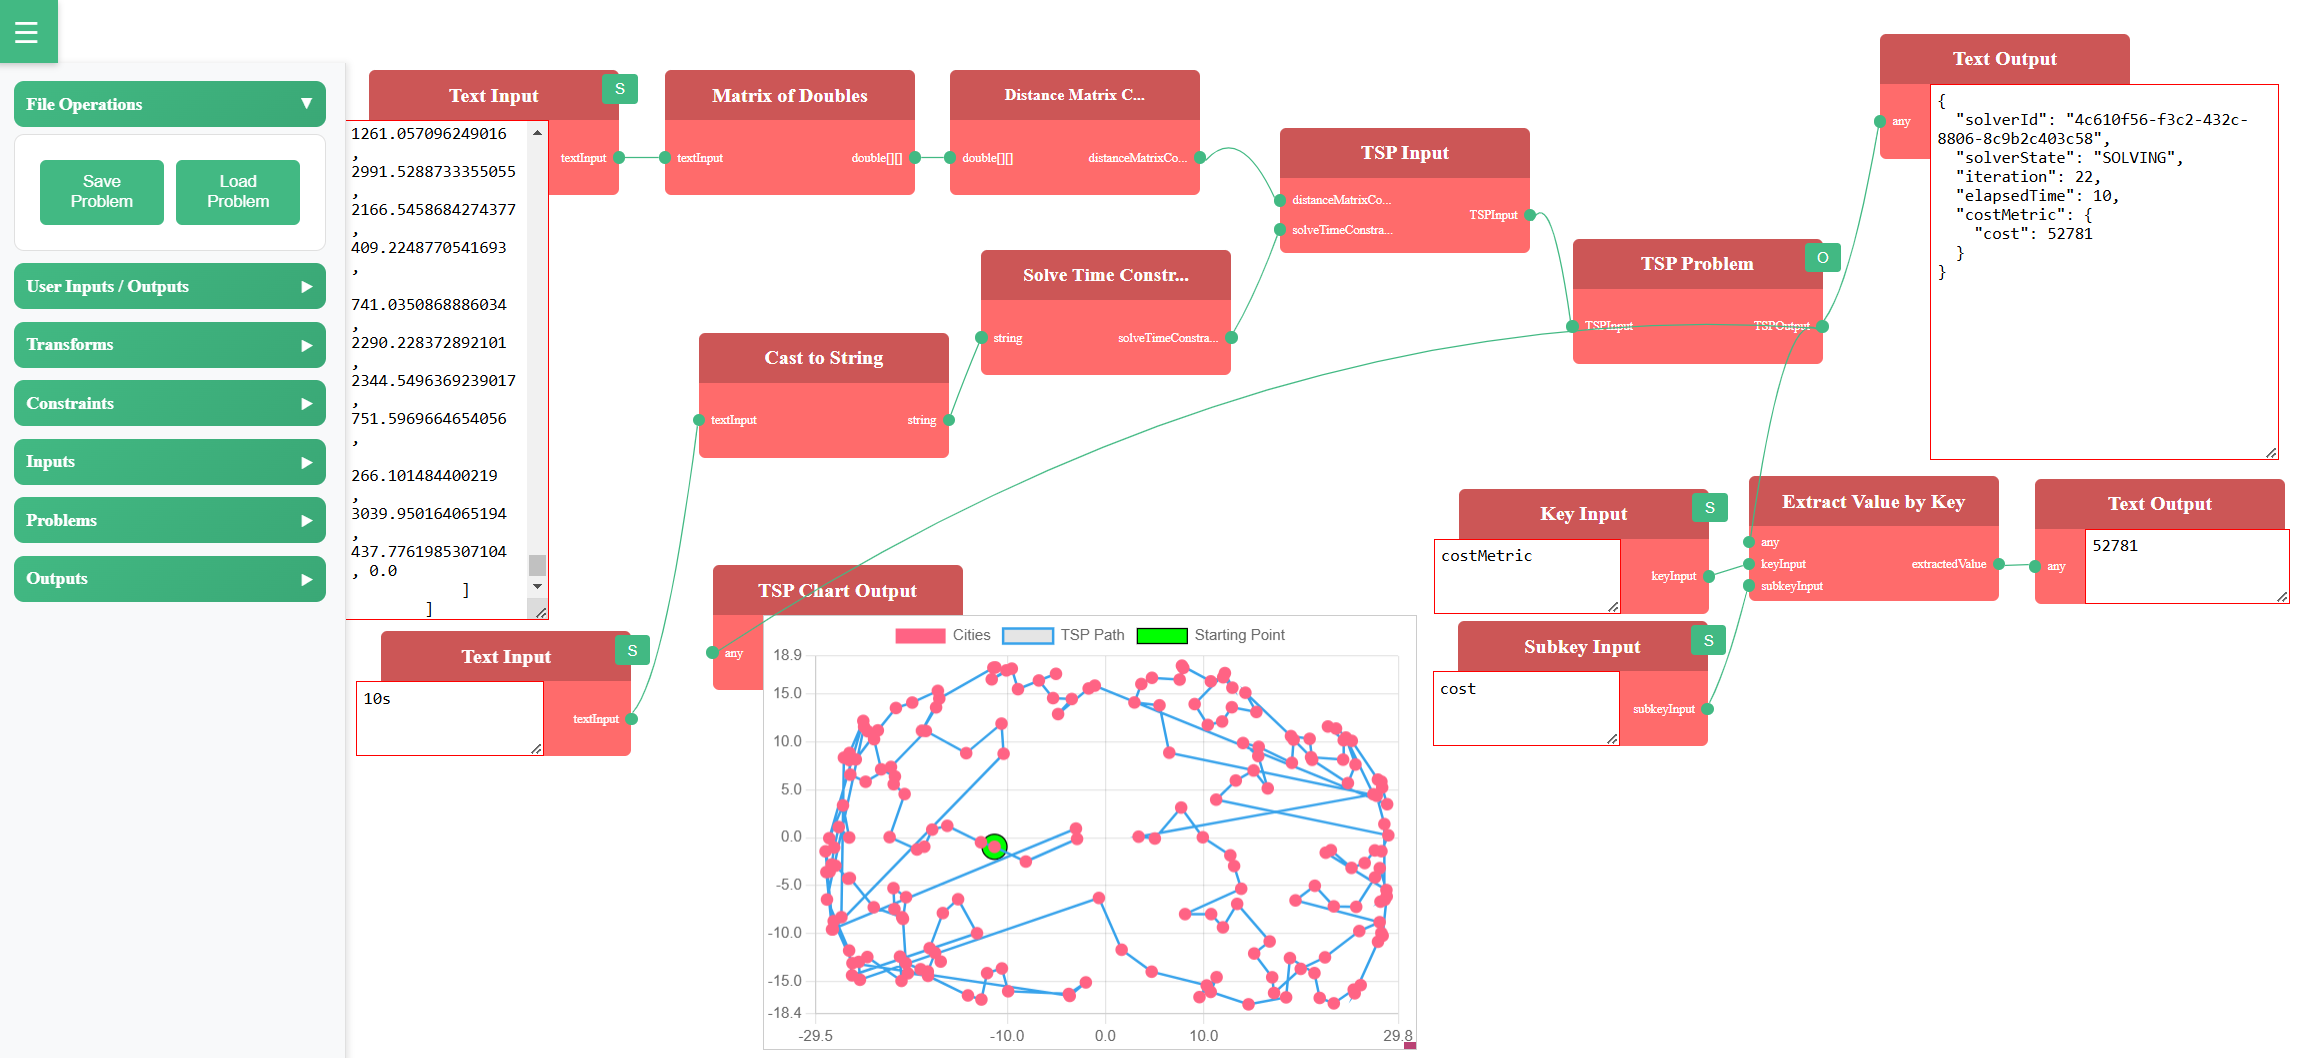 ☰
File Operations ▼
Save
Problem
Load
Problem
User Inputs / Outputs ▶
Transforms ▶
Constraints ▶
Inputs ▶
Problems ▶
Outputs ▶
Text Input
S
textInput
1261.057096249016
,
2991.5288733355055
,
2166.5458684274377
,
409.2248770541693
,
741.0350868886034
,
2290.228372892101
,
2344.5496369239017
,
751.5969664654056
,
266.101484400219
,
3039.950164065194
,
437.7761985307104
, 0.0
]
]
Matrix of Doubles
textInput
double[][]
Distance Matrix C...
double[][]
distanceMatrixCo...
TSP Input
distanceMatrixCo...
solveTimeConstra...
TSPInput
Solve Time Constr...
string
solveTimeConstra...
Cast to String
textInput
string
Text Input
S
10s
textInput
TSP Problem
O
TSPInput
TSPOutput
Text Output
any
{
"solverId": "4c610f56-f3c2-432c-
8806-8c9b2c403c58",
"solverState": "SOLVING",
"iteration": 22,
"elapsedTime": 10,
"costMetric": {
"cost": 52781
}
}
Key Input
S
costMetric
keyInput
Subkey Input
S
cost
subkeyInput
Extract Value by Key
any
keyInput
subkeyInput
extractedValue
Text Output
any
52781
TSP Chart Output
any
Cities
TSP Path
Starting Point
18.9
15.0
10.0
5.0
0.0
-5.0
-10.0
-15.0
-18.4
-29.5
-10.0
0.0
10.0
29.8